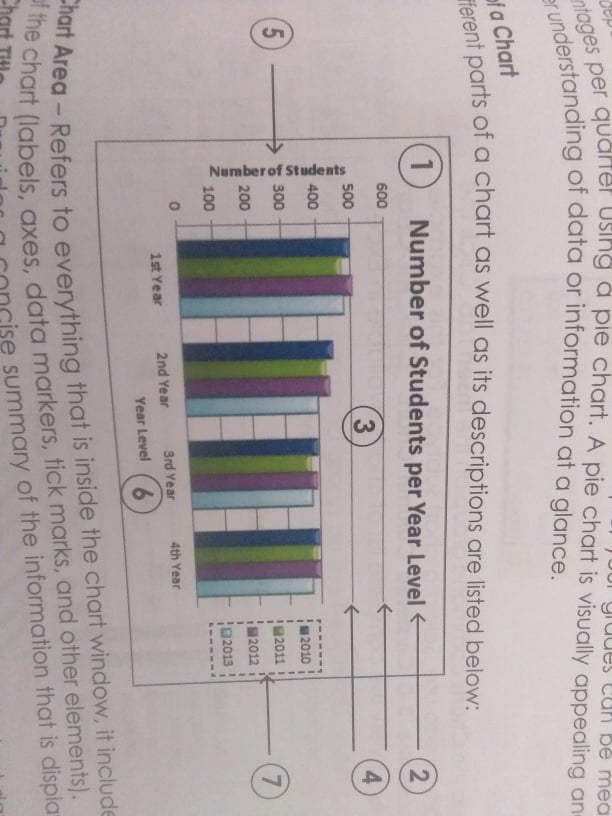 ntages per quarter using a pie chart. A pie chart is visually appealing an
er understanding of data or information at a glance.
of a Chart
fferent parts of a chart as well as its descriptions are listed below:
1 Number of Students per Year Level
2
3
4
5
Number of Students
600
500
400
300
200
100
0
1st Year
2nd Year
3rd Year
4th Year
Year Level
6
2010
2011
2012
2013
7
Chart Area – Refers to everything that is inside the chart window, it include
of the chart (labels, axes, data markers, tick marks, and other elements).
Chart Title a concise summary of the information that is displa